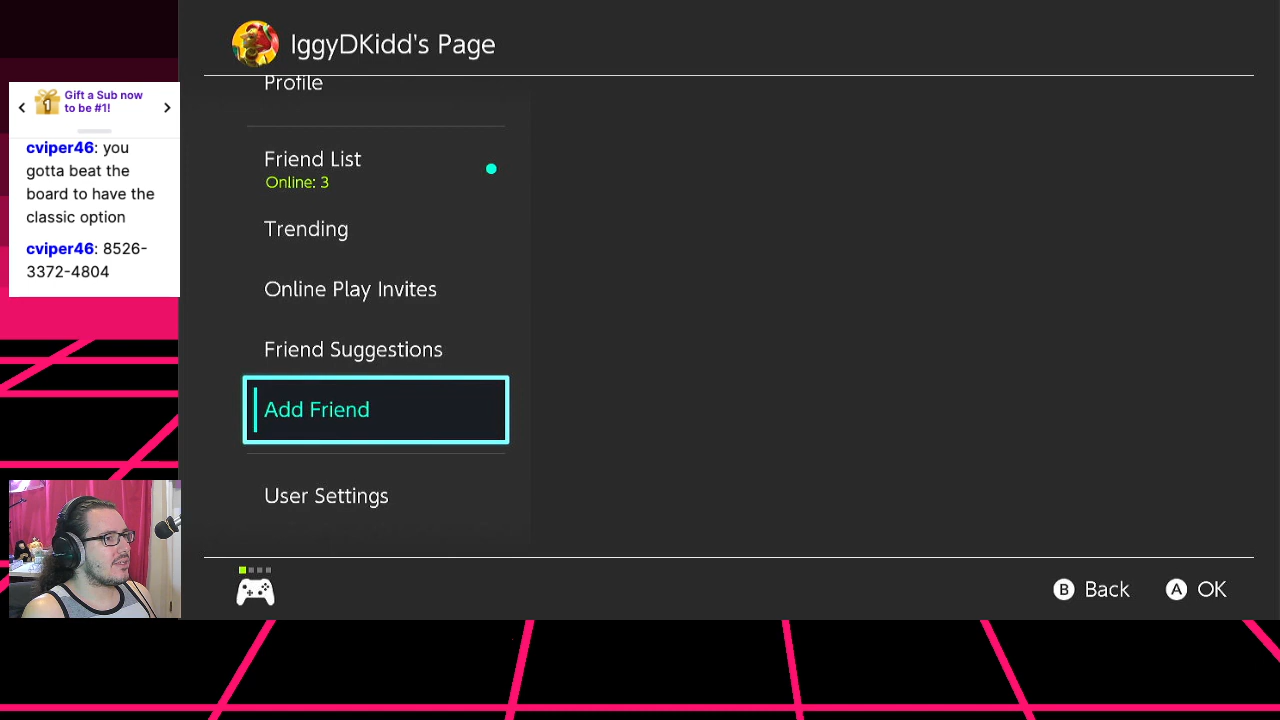 IggyDKidd's Page
Gift a Sub now
to be #1!
1
cviper46: you
gotta beat the
board to have the
classic option
cviper46: 8526-
3372-4804
Profile
Friend List
Online: 3
Trending
Online Play Invites
Friend Suggestions
Add Friend
User Settings
B Back
A OK